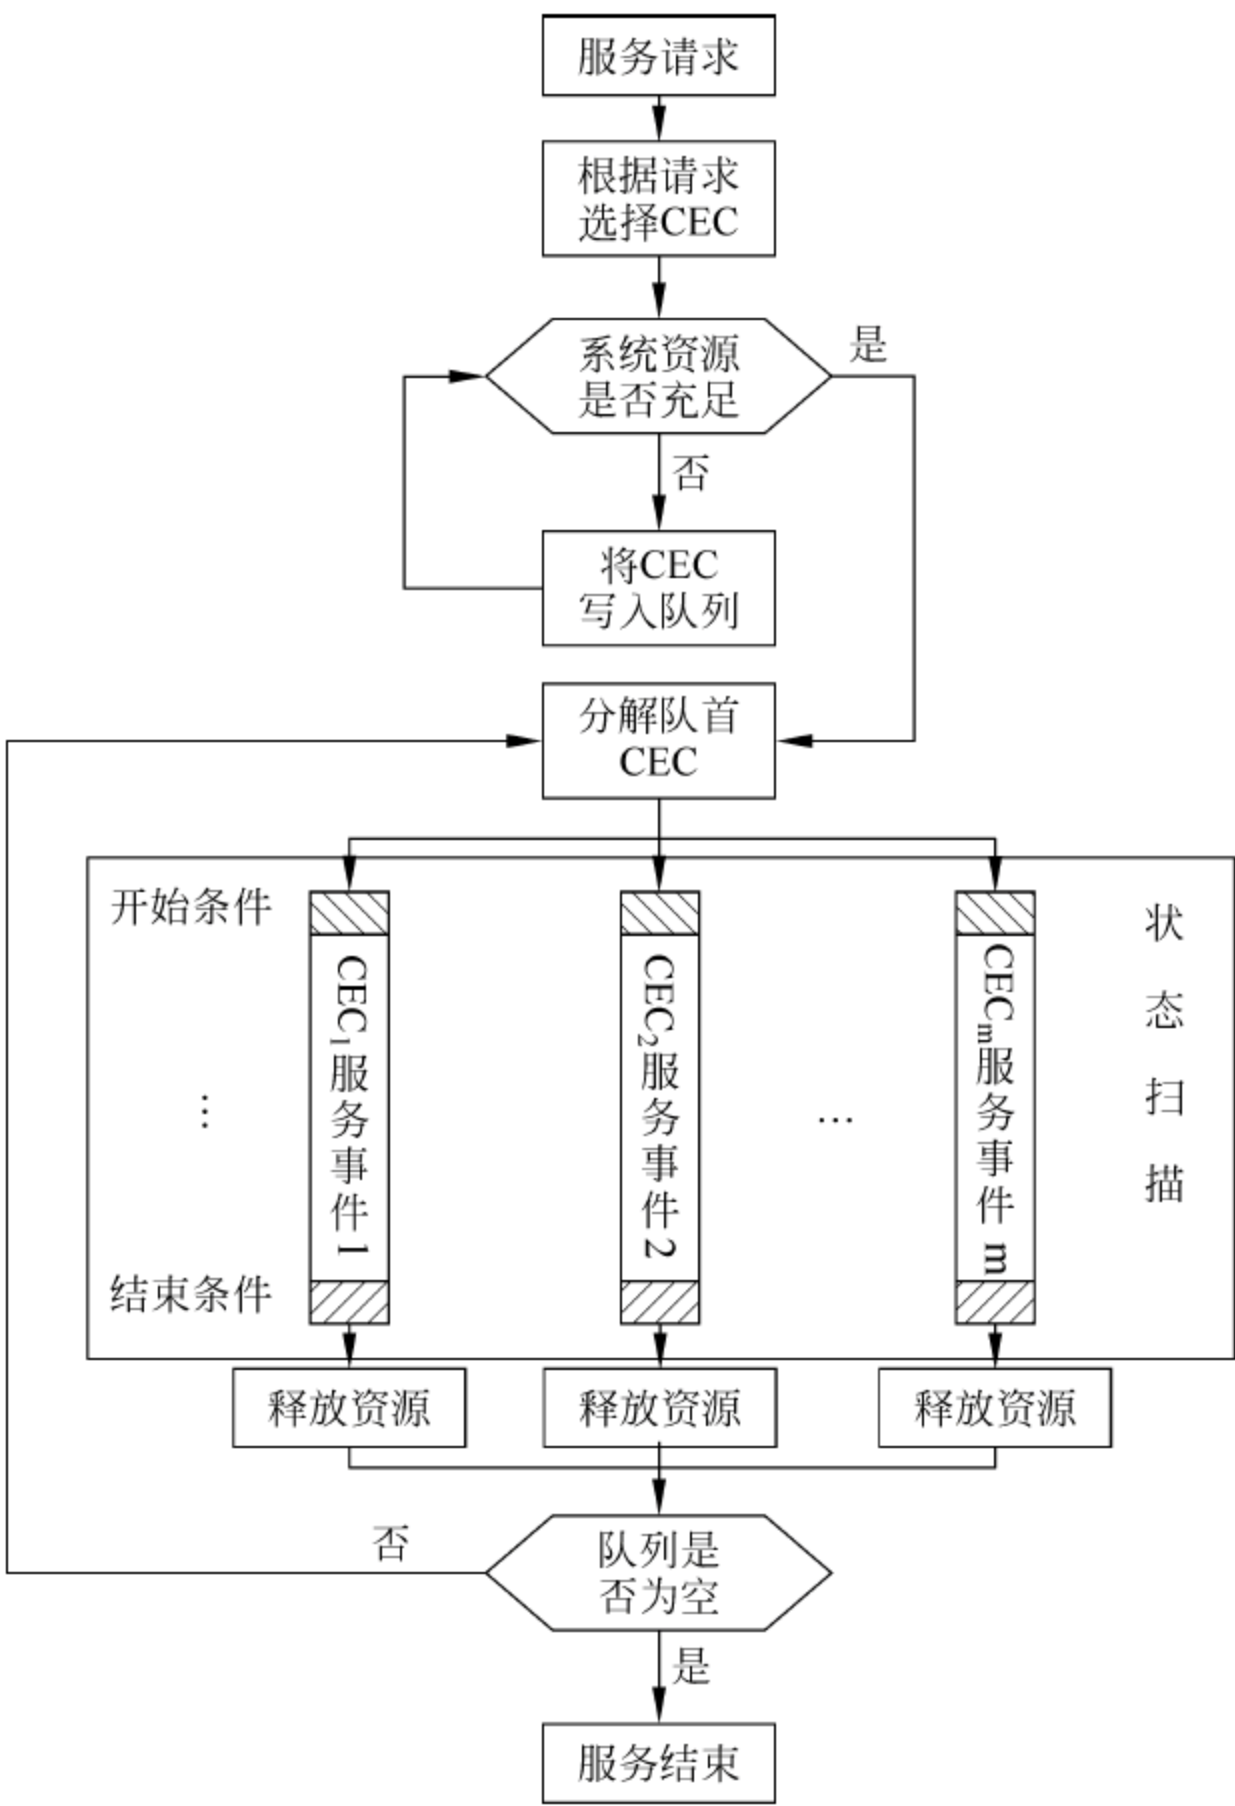 服务请求
根据请求
选择CEC
系统资源
是否充足
是
否
将CEC
写入队列
分解队首
CEC
开始条件
CEC₁服务事件1
CEC₂服务事件2
CECₘ服务事件m
状态扫描
⋮
…
结束条件
释放资源
释放资源
释放资源
否
队列是
否为空
是
服务结束